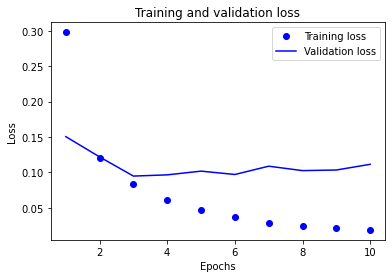 Training and validation loss
Training loss
Validation loss
0.30
0.25
0.20
0.15
0.10
0.05
Loss
2 4 6 8 10
Epochs